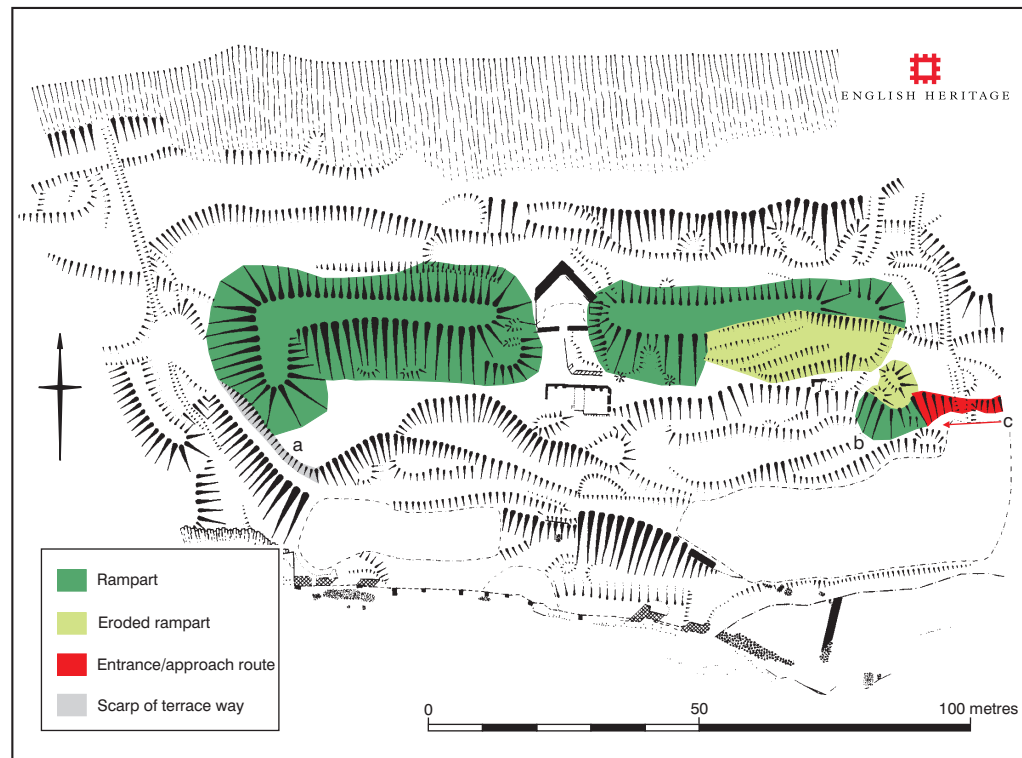 ENGLISH HERITAGE
a
b
c
Rampart
Eroded rampart
Entrance/approach route
Scarp of terrace way
0
50
100 metres